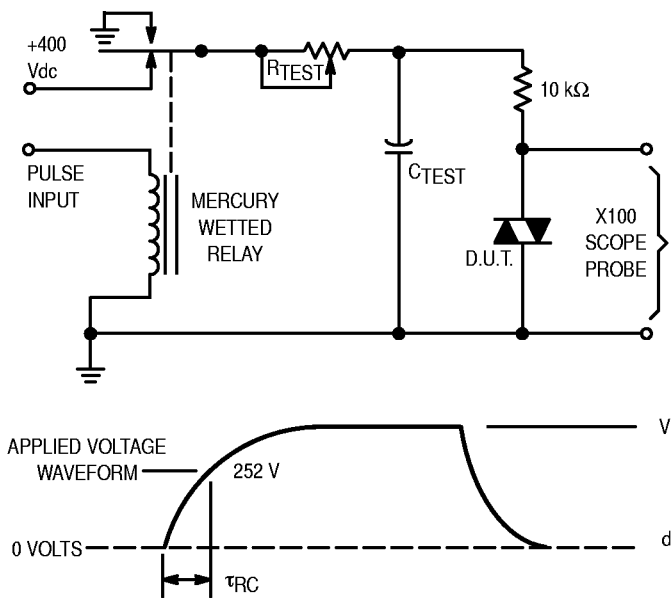 +400
Vdc
RTEST
10 kΩ
PULSE
INPUT
MERCURY
WETTED
RELAY
CTEST
D.U.T.
X100
SCOPE
PROBE
APPLIED VOLTAGE
WAVEFORM
252 V
V
0 VOLTS
d
τRC